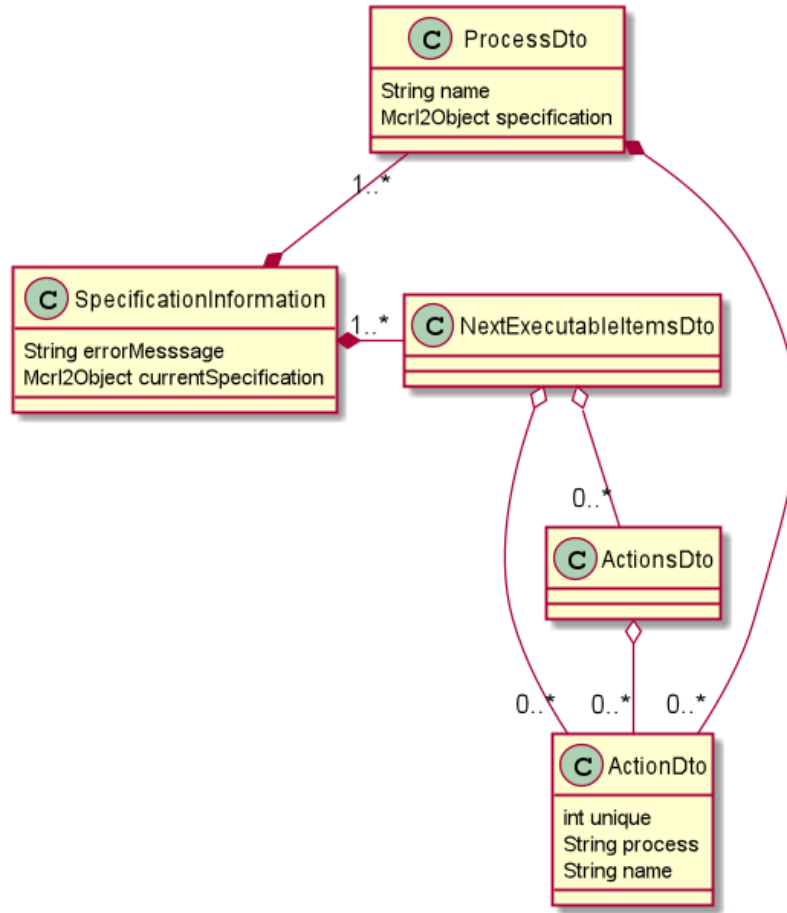 C ProcessDto
String name
Mcrl2Object specification
1..*
C SpecificationInformation
String errorMesssage
Mcrl2Object currentSpecification
1..*
C NextExecutableItemsDto
0..*
C ActionsDto
0..* 0..* 0..*
C ActionDto
int unique
String process
String name